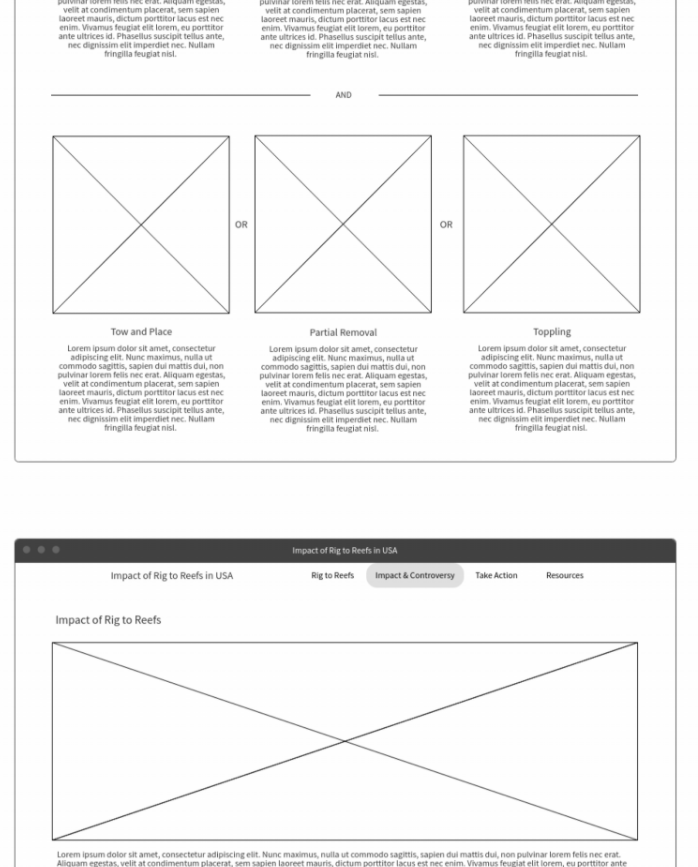 pulvinar lorem felis nec erat. Aliquam egestas,
velit at condimentum placerat, sem sapien
laoreet mauris, dictum porttitor lacus est nec
enim. Vivamus feugiat elit lorem, eu porttitor
ante ultrices id. Phasellus suscipit tellus ante,
nec dignissim elit imperdiet nec. Nullam
fringilla feugiat nisl.
pulvinar lorem felis nec erat. Aliquam egestas,
velit at condimentum placerat, sem sapien
laoreet mauris, dictum porttitor lacus est nec
enim. Vivamus feugiat elit lorem, eu porttitor
ante ultrices id. Phasellus suscipit tellus ante,
nec dignissim elit imperdiet nec. Nullam
fringilla feugiat nisl.
pulvinar lorem felis nec erat. Aliquam egestas,
velit at condimentum placerat, sem sapien
laoreet mauris, dictum porttitor lacus est nec
enim. Vivamus feugiat elit lorem, eu porttitor
ante ultrices id. Phasellus suscipit tellus ante,
nec dignissim elit imperdiet nec. Nullam
fringilla feugiat nisl.
AND
OR
OR
Tow and Place
Lorem ipsum dolor sit amet, consectetur
adipiscing elit. Nunc maximus, nulla ut
commodo sagittis, sapien dui mattis dui, non
pulvinar lorem felis nec erat. Aliquam egestas,
velit at condimentum placerat, sem sapien
laoreet mauris, dictum porttitor lacus est nec
enim. Vivamus feugiat elit lorem, eu porttitor
ante ultrices id. Phasellus suscipit tellus ante,
nec dignissim elit imperdiet nec. Nullam
fringilla feugiat nisl.
Partial Removal
Lorem ipsum dolor sit amet, consectetur
adipiscing elit. Nunc maximus, nulla ut
commodo sagittis, sapien dui mattis dui, non
pulvinar lorem felis nec erat. Aliquam egestas,
velit at condimentum placerat, sem sapien
laoreet mauris, dictum porttitor lacus est nec
enim. Vivamus feugiat elit lorem, eu porttitor
ante ultrices id. Phasellus suscipit tellus ante,
nec dignissim elit imperdiet nec. Nullam
fringilla feugiat nisl.
Toppling
Lorem ipsum dolor sit amet, consectetur
adipiscing elit. Nunc maximus, nulla ut
commodo sagittis, sapien dui mattis dui, non
pulvinar lorem felis nec erat. Aliquam egestas,
velit at condimentum placerat, sem sapien
laoreet mauris, dictum porttitor lacus est nec
enim. Vivamus feugiat elit lorem, eu porttitor
ante ultrices id. Phasellus suscipit tellus ante,
nec dignissim elit imperdiet nec. Nullam
fringilla feugiat nisl.
Impact of Rig to Reefs in USA
Impact of Rig to Reefs in USA
Rig to Reefs
Impact & Controversy
Take Action
Resources
Impact of Rig to Reefs
Lorem ipsum dolor sit amet, consectetur adipiscing elit. Nunc maximus, nulla ut commodo sagittis, sapien dui mattis dui, non pulvinar lorem felis nec erat.
Aliquam egestas, velit at condimentum placerat, sem sapien laoreet mauris, dictum porttitor lacus est nec enim. Vivamus feugiat elit lorem, eu porttitor ante